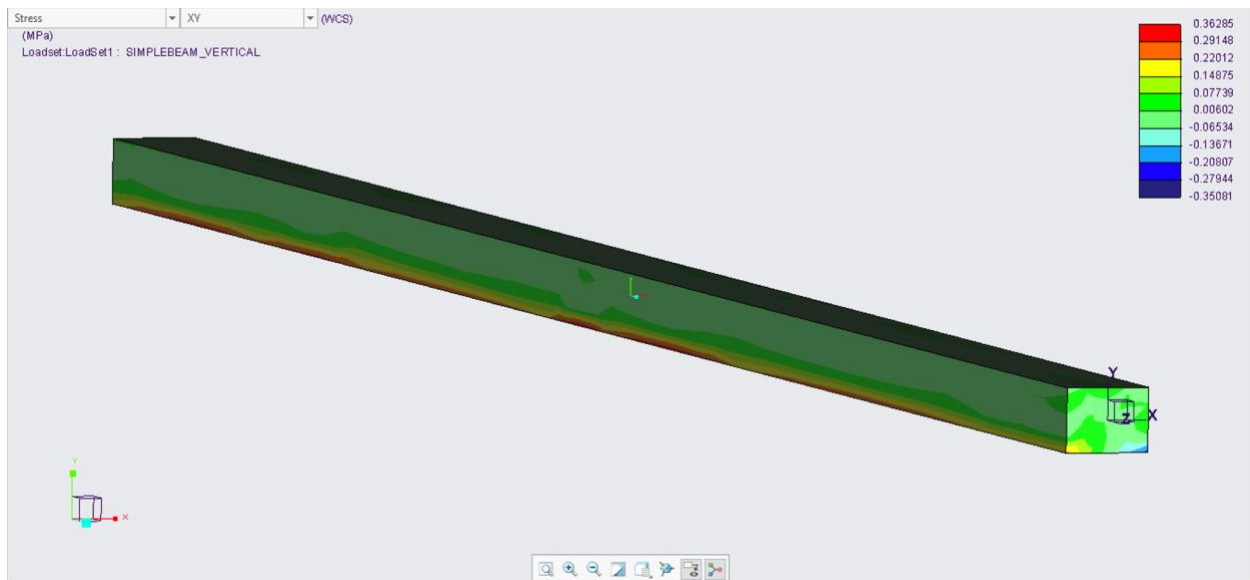 Stress XY (WCS)
(MPa)
Loadset:LoadSet1 : SIMPLEBEAM_VERTICAL
0.36285
0.29148
0.22012
0.14875
0.07739
0.00602
-0.06534
-0.13671
-0.20807
-0.27944
-0.35081
Y
X
Z
Y
X